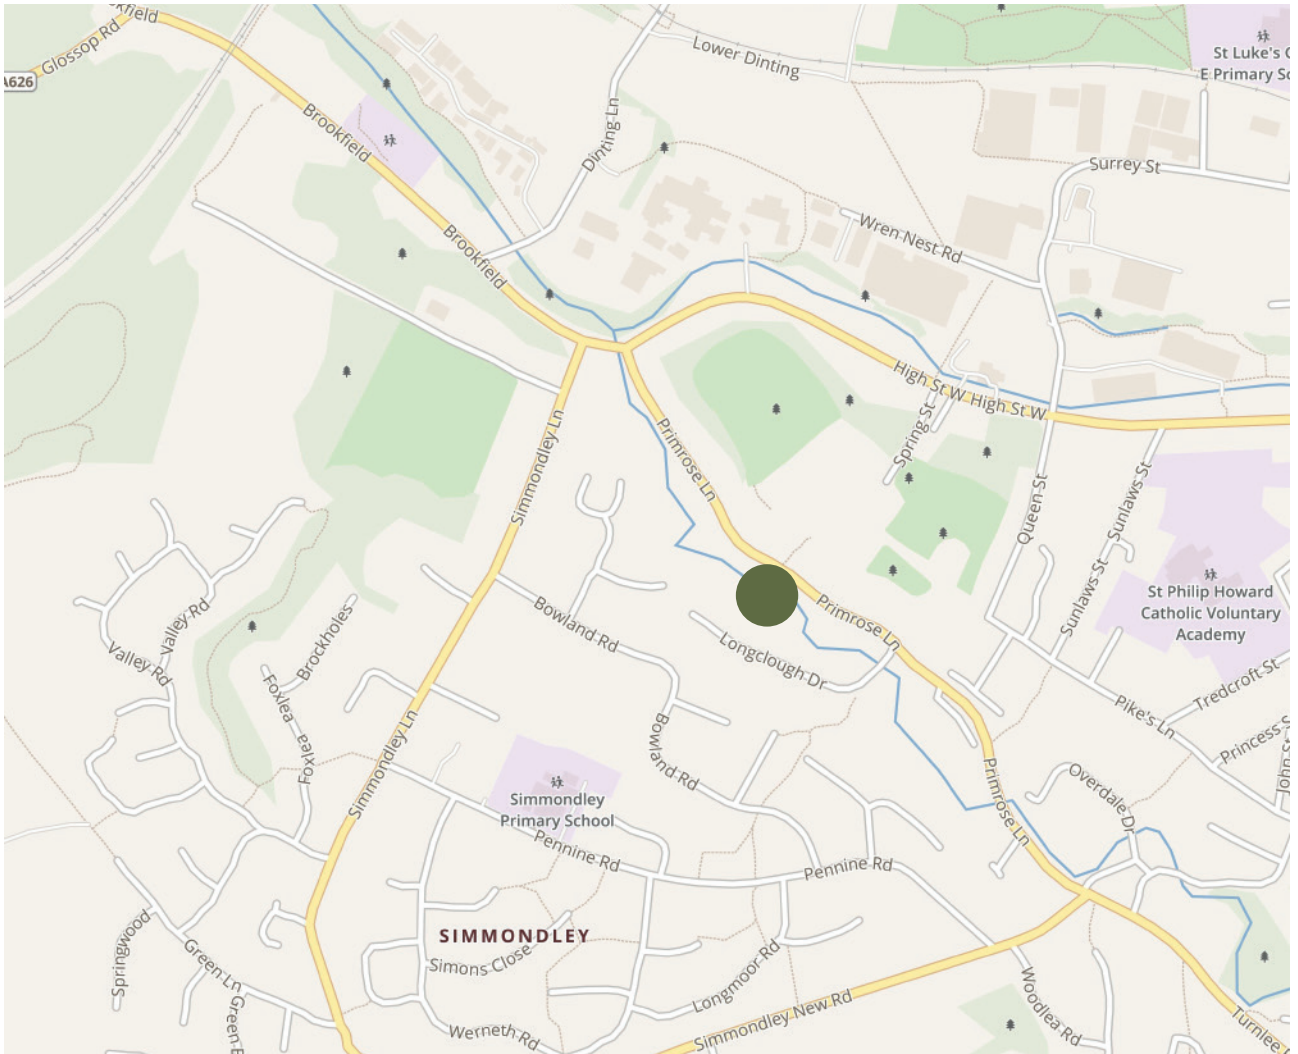 kfield
Glossop Rd
A626
Lower Dinting
St Luke's C
E Primary Sc
Brookfield
Dinting Ln
Surrey St
Wren Nest Rd
Brookfield
High St W
High St W
Spring St
Primrose Ln
Simmondley Ln
Queen St
Sunlaws St
Sunlaws St
St Philip Howard
Catholic Voluntary
Academy
Bowland Rd
Primrose Ln
Longclough Dr
Valley Rd
Valley Rd
Brockholes
Foxlea
Foxlea
Tredcroft St
Pike's Ln
Princess S
John St
Simmondley Ln
Bowland Rd
Primrose Ln
Overdale Dr
Simmondley
Primary School
Pennine Rd
Pennine Rd
SIMMONDLEY
Simons Close
Springwood
Green Ln
Green B
Longmoor Rd
Werneth Rd
Simmondley New Rd
Woodlea Rd
Turnlee